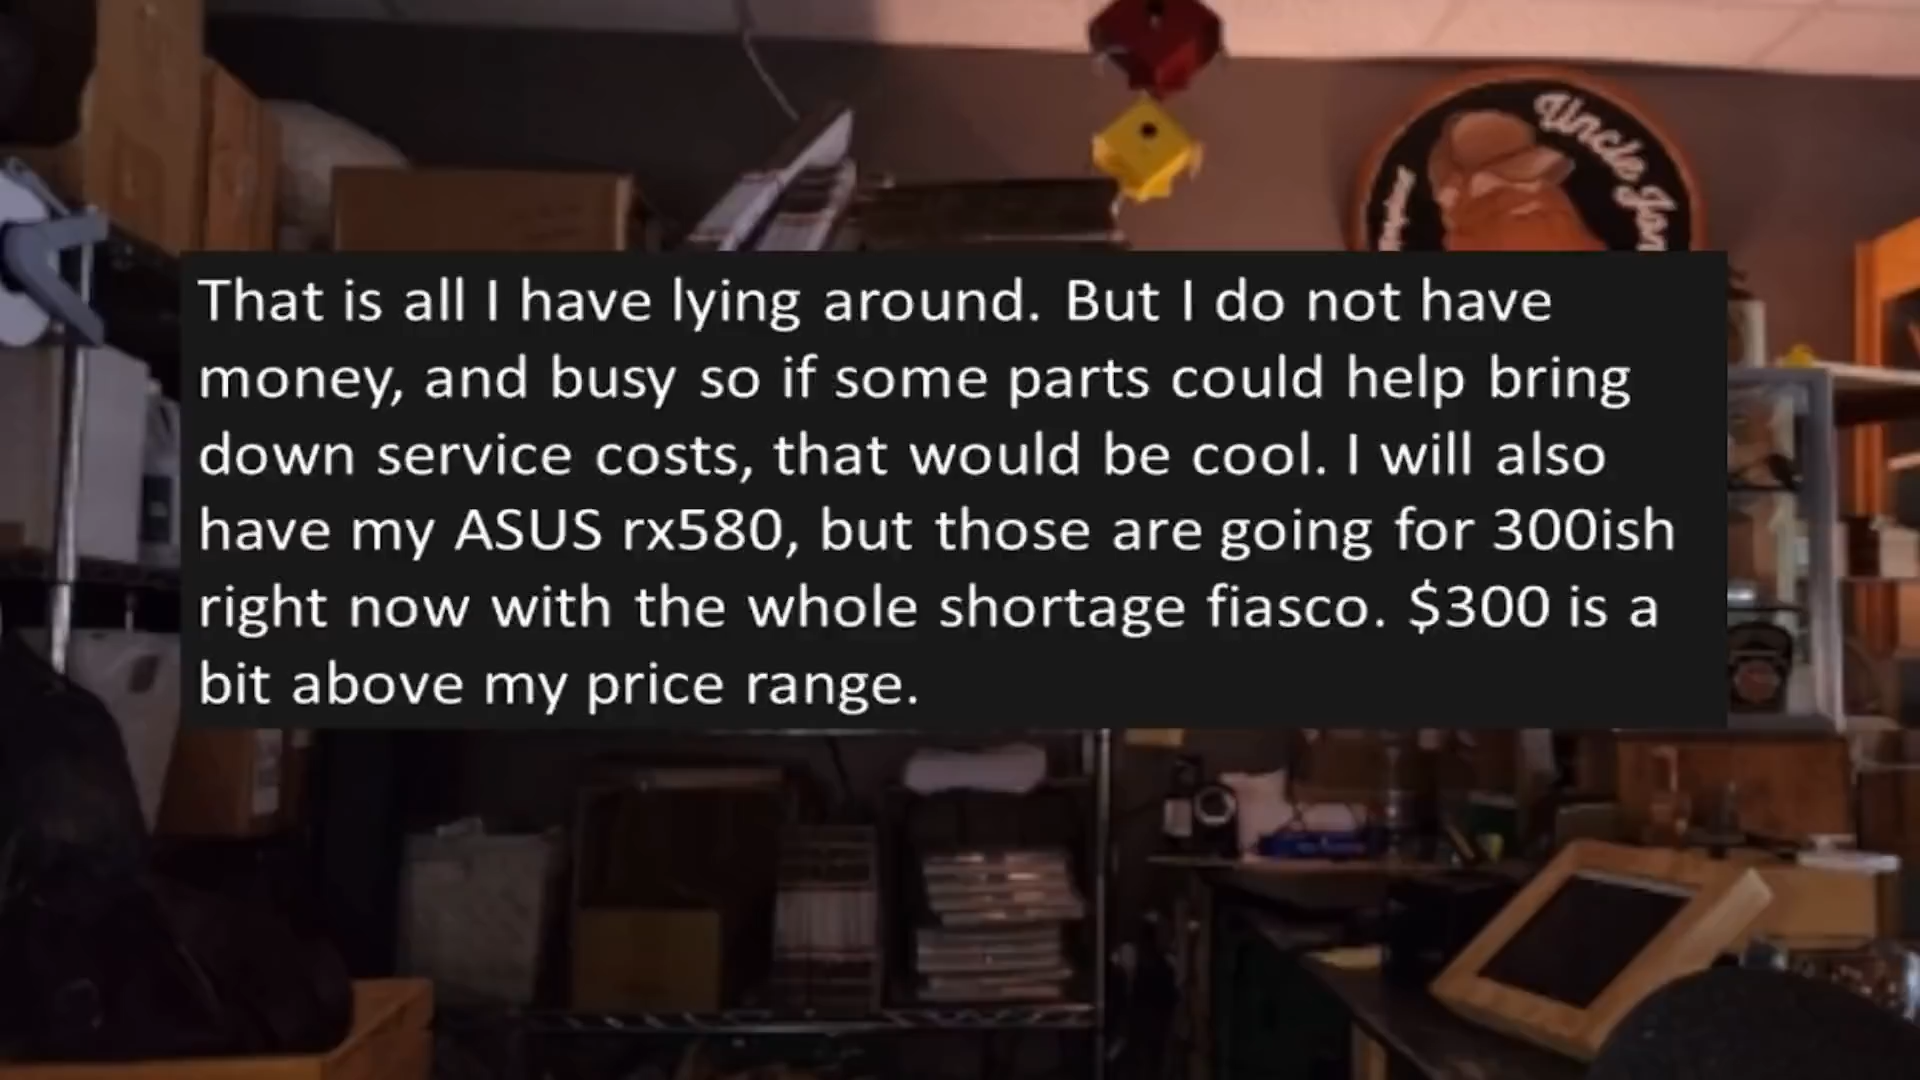 Uncle
That is all I have lying around. But I do not have
money, and busy so if some parts could help bring
down service costs, that would be cool. I will also
have my ASUS rx580, but those are going for 300ish
right now with the whole shortage fiasco. $300 is a
bit above my price range.